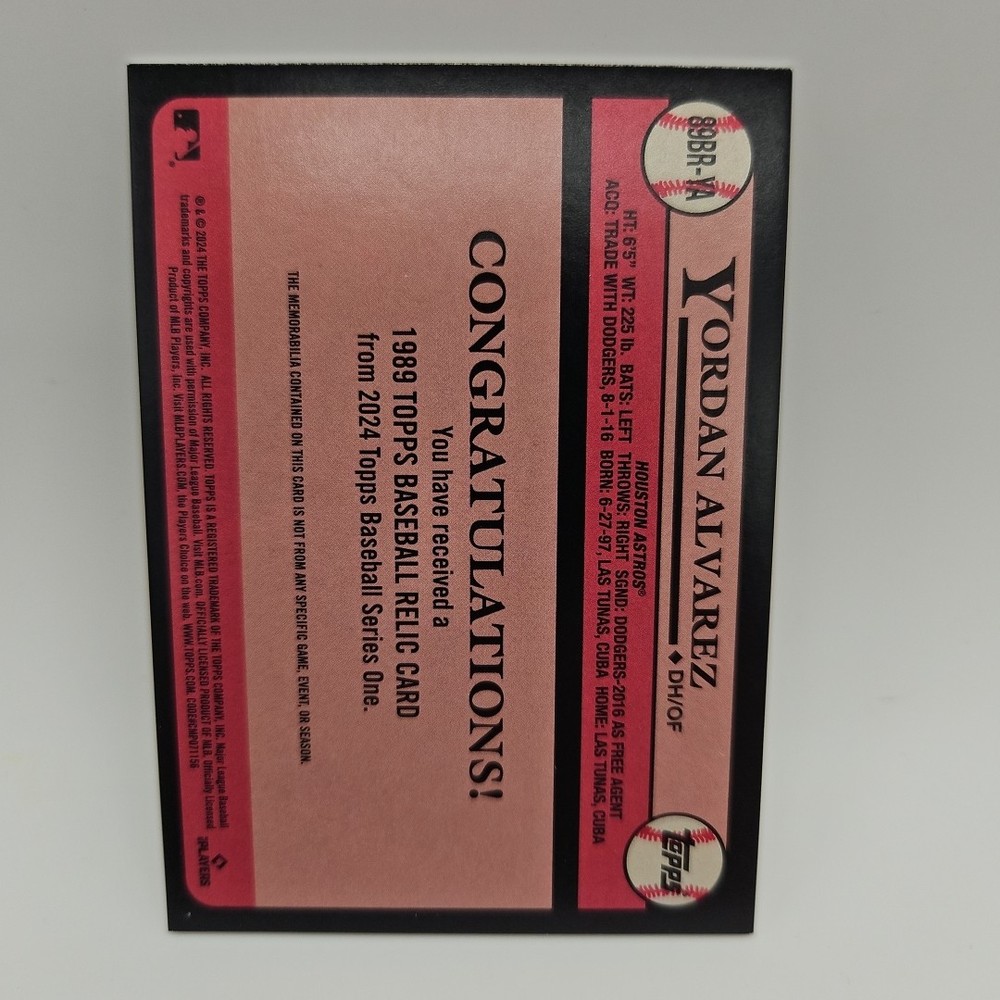 89BR-YA
YORDAN ALVAREZ
◆ DH/OF
topps
HOUSTON ASTROS®
HT: 6'5" WT: 225 lb. BATS: LEFT THROWS: RIGHT SGND: DODGERS-2016 AS FREE AGENT
ACQ: TRADE WITH DODGERS, 8-1-16 BORN: 6-27-97, LAS TUNAS, CUBA HOME: LAS TUNAS, CUBA
CONGRATULATIONS!
You have received a
1989 TOPPS BASEBALL RELIC CARD
from 2024 Topps Baseball Series One.
THE MEMORABILIA CONTAINED ON THIS CARD IS NOT FROM ANY SPECIFIC GAME, EVENT, OR SEASON.
® & © 2024 THE TOPPS COMPANY, INC. ALL RIGHTS RESERVED. TOPPS IS A REGISTERED TRADEMARK OF THE TOPPS COMPANY, INC. Major League Baseball
trademarks and copyrights are used with permission of Major League Baseball. Visit MLB.com. OFFICIALLY LICENSED PRODUCT OF MLB. Officially Licensed
Product of MLB Players, Inc. Visit MLBPLAYERS.COM, the Players Choice on the web. WWW.TOPPS.COM. CODE#CMP071156
PLAYERS